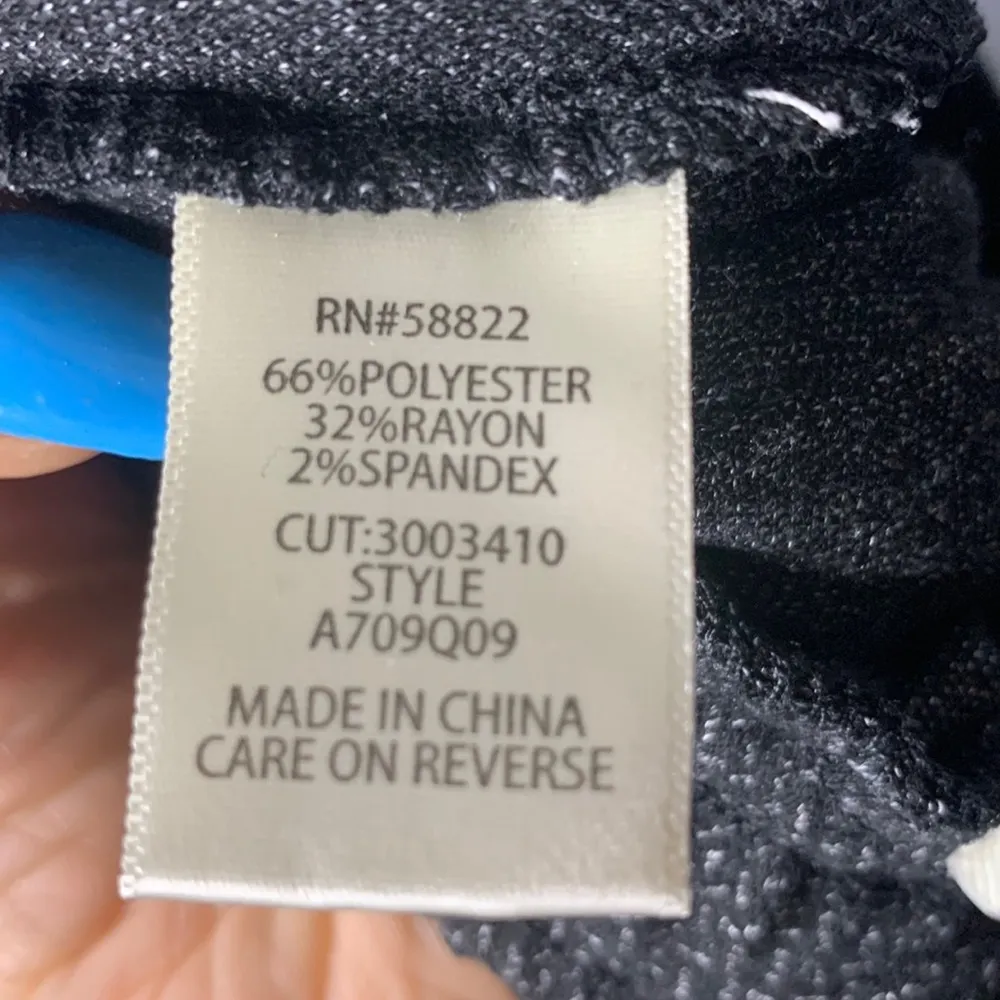 RN#58822
66%POLYESTER
32%RAYON
2%SPANDEX
CUT:3003410
STYLE
A709Q09
MADE IN CHINA
CARE ON REVERSE